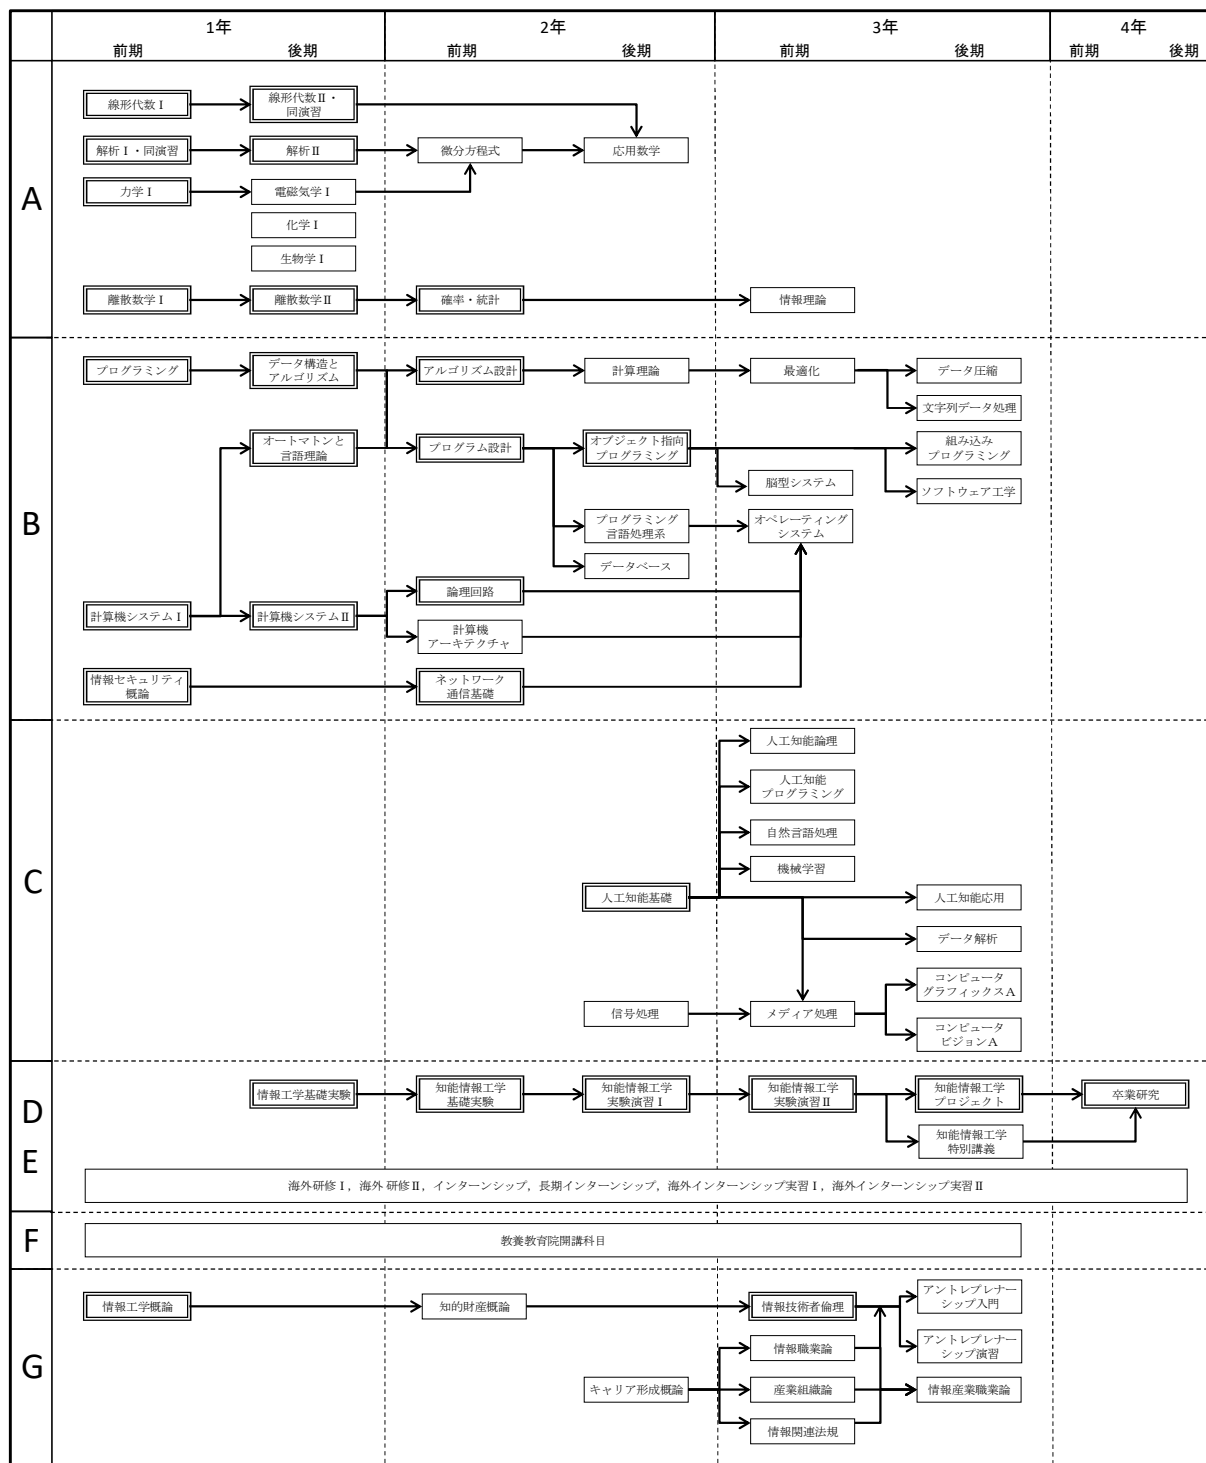 1年
2年
3年
4年
前期
後期
前期
後期
前期
後期
前期
後期
A
線形代数Ⅰ
線形代数Ⅱ・
同演習
解析Ⅰ・同演習
解析Ⅱ
微分方程式
応用数学
力学Ⅰ
電磁気学Ⅰ
化学Ⅰ
生物学Ⅰ
離散数学Ⅰ
離散数学Ⅱ
確率・統計
情報理論
B
プログラミング
データ構造と
アルゴリズム
アルゴリズム設計
計算理論
最適化
データ圧縮
文字列データ処理
オートマトンと
言語理論
プログラム設計
オブジェクト指向
プログラミング
組み込み
プログラミング
脳型システム
ソフトウェア工学
プログラミング
言語処理系
オペレーティング
システム
データベース
計算機システムⅠ
計算機システムⅡ
論理回路
計算機
アーキテクチャ
情報セキュリティ
概論
ネットワーク
通信基礎
C
人工知能論理
人工知能
プログラミング
自然言語処理
機械学習
人工知能基礎
人工知能応用
データ解析
コンピュータ
グラフィックスA
信号処理
メディア処理
コンピュータ
ビジョンA
D
E
情報工学基礎実験
知能情報工学
基礎実験
知能情報工学
実験演習Ⅰ
知能情報工学
実験演習Ⅱ
知能情報工学
プロジェクト
卒業研究
知能情報工学
特別講義
海外研修Ⅰ，海外 研修Ⅱ，インターンシップ，長期インターンシップ，海外インターンシップ実習Ⅰ，海外インターンシップ実習Ⅱ
F
教養教育院開講科目
G
情報工学概論
知的財産概論
情報技術者倫理
アントレプレナー
シップ入門
情報職業論
アントレプレナー
シップ演習
キャリア形成概論
産業組織論
情報産業職業論
情報関連法規